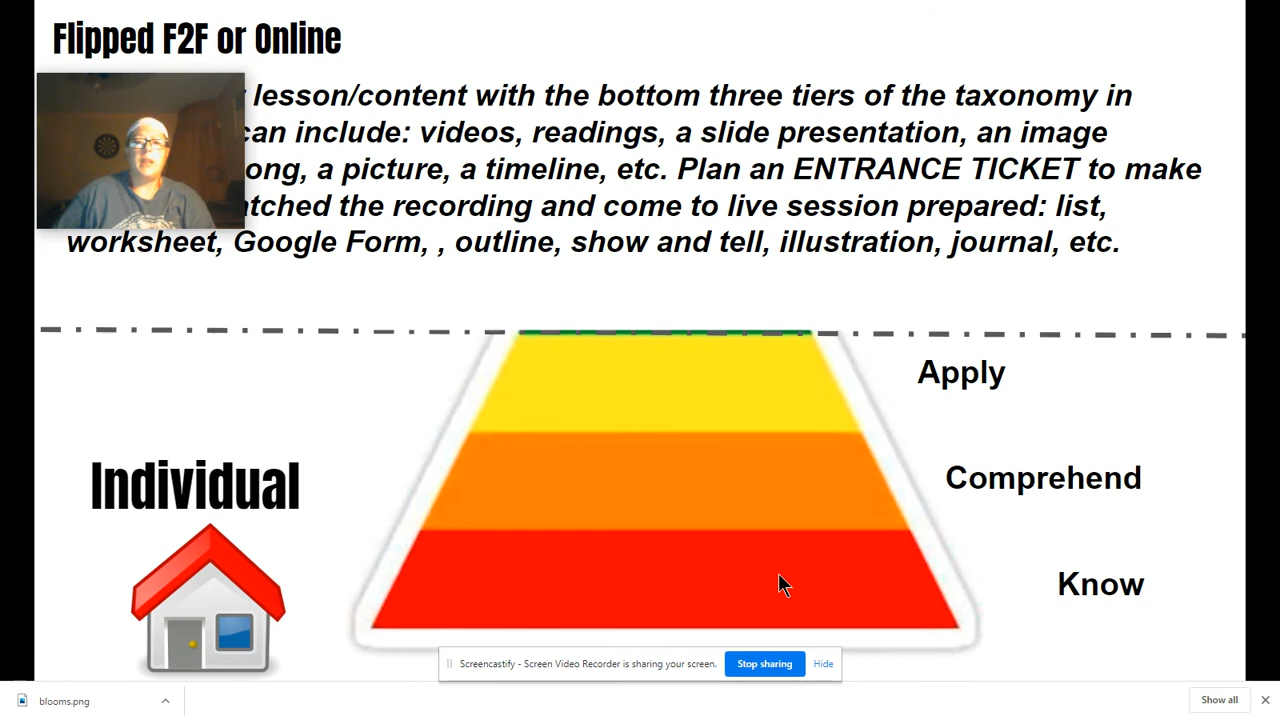 Flipped F2F or Online
lesson/content with the bottom three tiers of the taxonomy in
can include: videos, readings, a slide presentation, an image
ong, a picture, a timeline, etc. Plan an ENTRANCE TICKET to make
atched the recording and come to live session prepared: list,
worksheet, Google Form, , outline, show and tell, illustration, journal, etc.
Apply
Individual
Comprehend
Know
Screencastify - Screen Video Recorder is sharing your screen.
Stop sharing
Hide
blooms.png
Show all